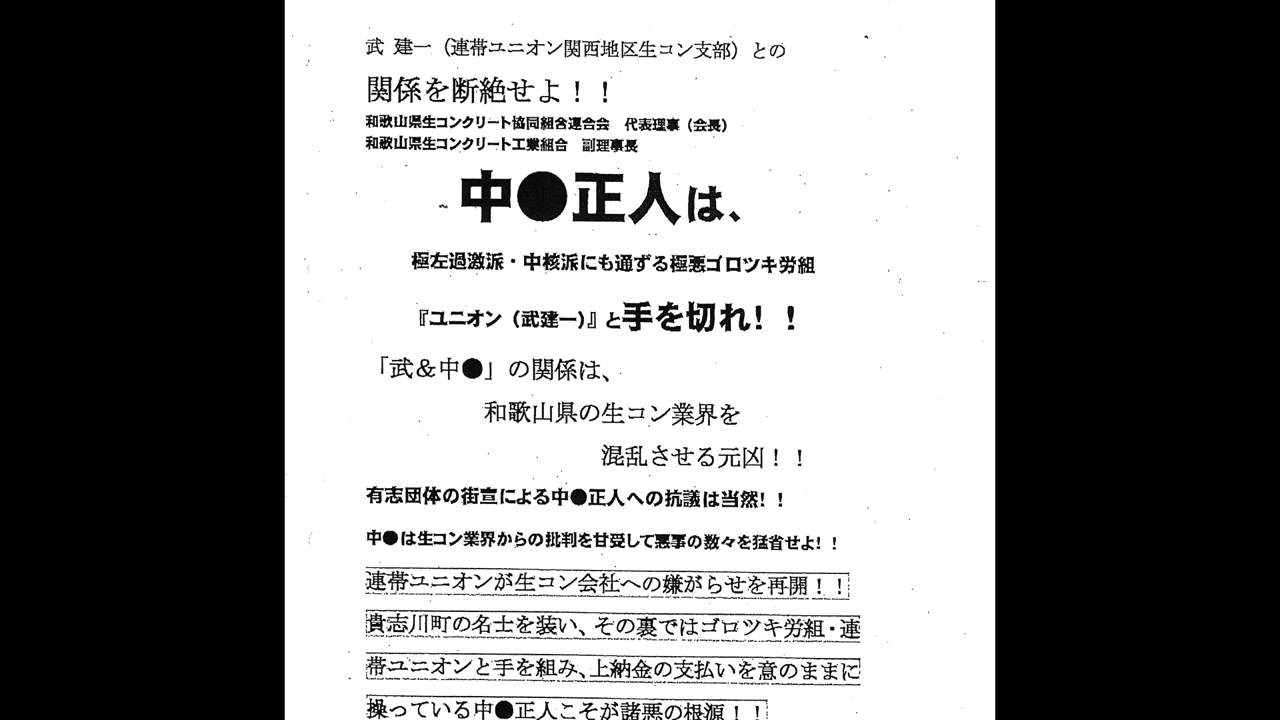 武 建一（連帯ユニオン関西地区生コン支部）との
関係を断絶せよ！！
和歌山県生コンクリート協同組合連合会 代表理事（会長）
和歌山県生コンクリート工業組合 副理事長
中●正人は、
極左過激派・中核派にも通ずる極悪ゴロツキ労組
『ユニオン（武建一）』と手を切れ！！
「武＆中●」の関係は、
和歌山県の生コン業界を
混乱させる元凶！！
有志団体の街宣による中●正人への抗議は当然！！
中●は生コン業界からの批判を甘受して悪事の数々を猛省せよ！！
連帯ユニオンが生コン会社への嫌がらせを再開！！
貴志川町の名士を装い、その裏ではゴロツキ労組・連
帯ユニオンと手を組み、上納金の支払いを意のままに
操っている中●正人こそが諸悪の根源！！